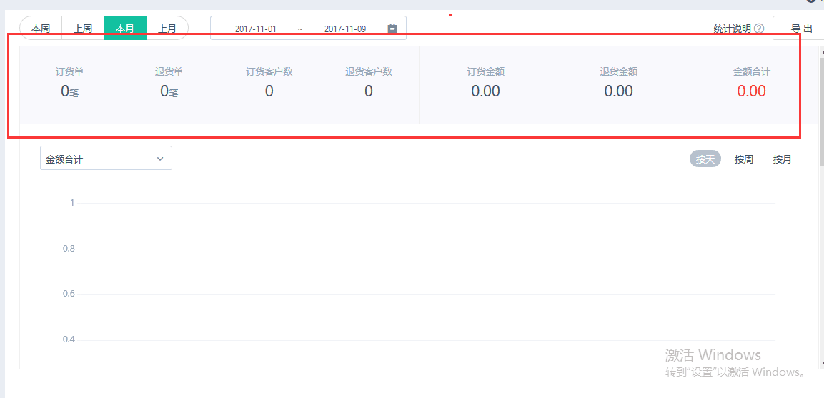 本周 上周 本月 上月 2017-11-01 ~ 2017-11-09 统计说明 导出
订货单 退货单 订货客户数 退货客户数 订货金额 退货金额 金额合计
0笔 0笔 0 0 0.00 0.00 0.00
金额合计 按天 按周 按月
1
0.8
0.6
0.4
激活 Windows
转到“设置”以激活 Windows。